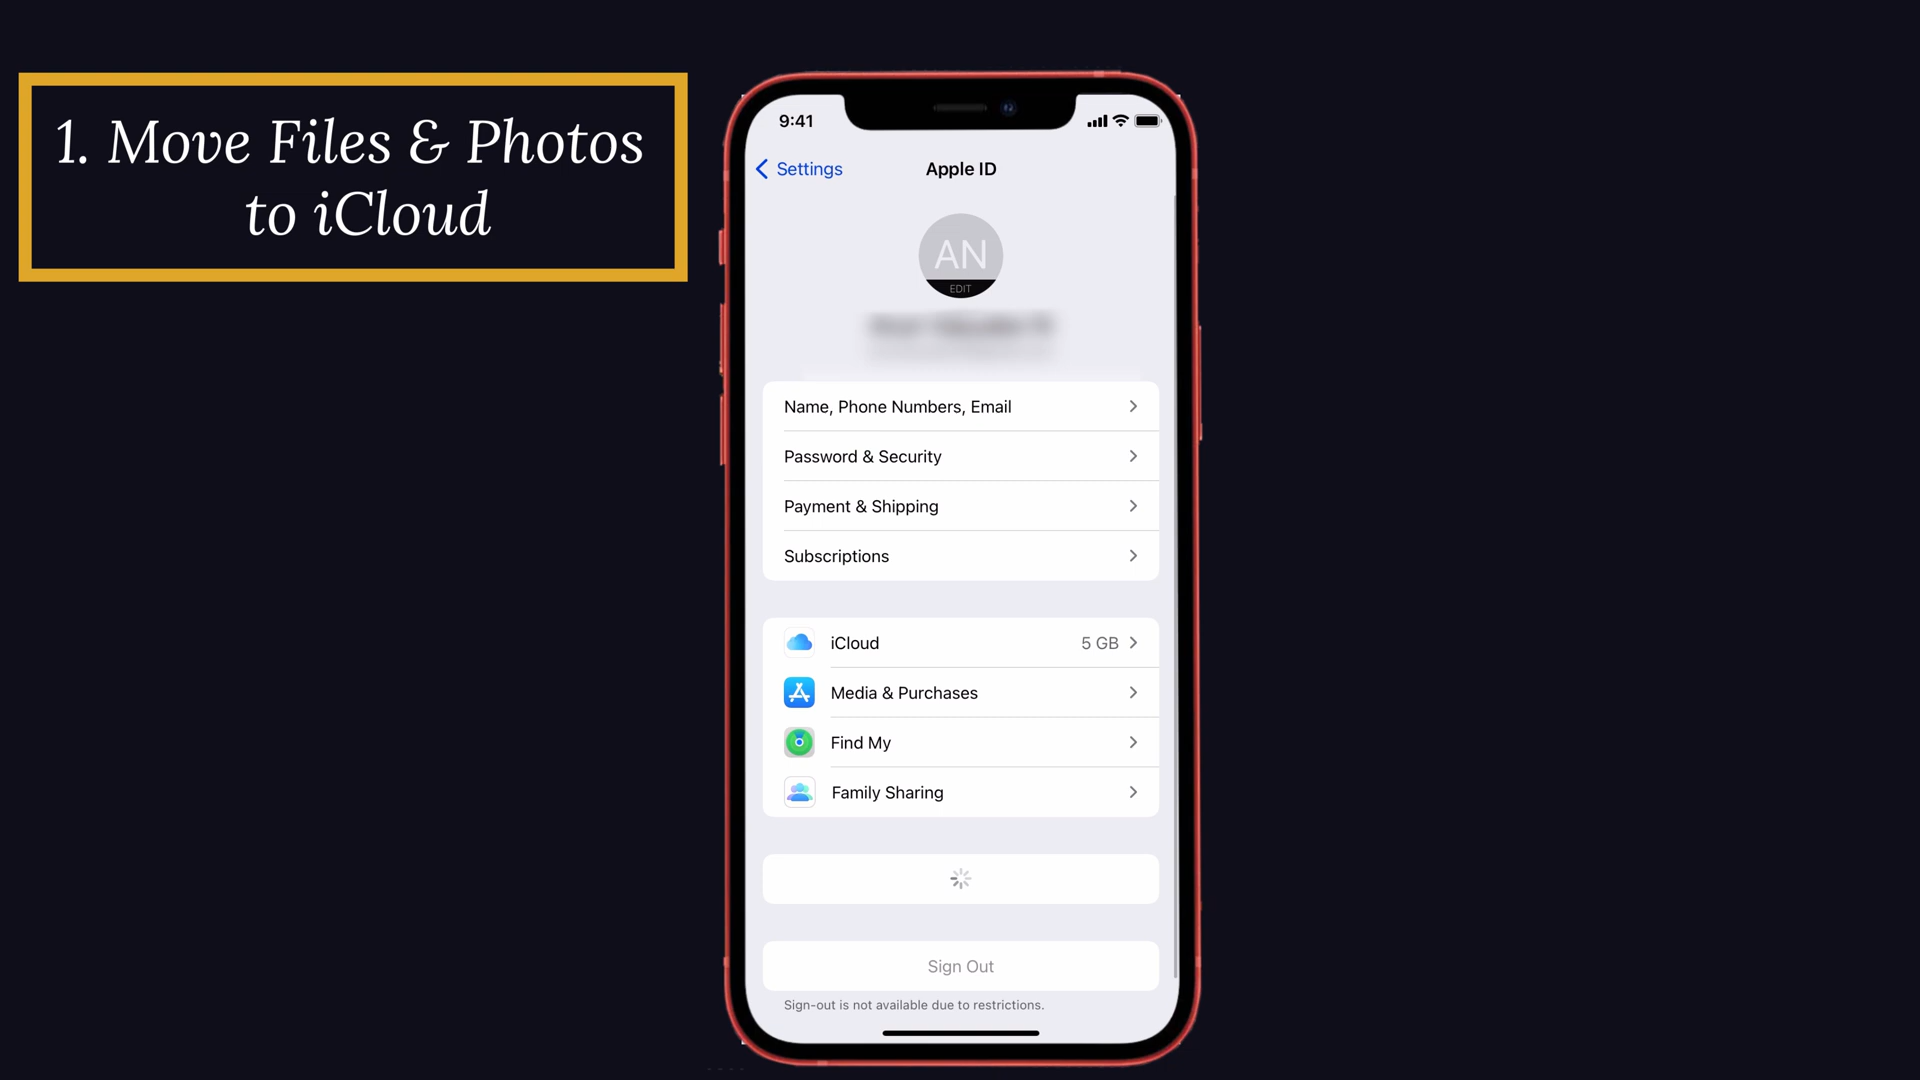 1. Move Files & Photos
to iCloud
9:41
Settings
Apple ID
AN
EDIT
Name, Phone Numbers, Email
Password & Security
Payment & Shipping
Subscriptions
iCloud 5 GB
Media & Purchases
Find My
Family Sharing
Sign Out
Sign-out is not available due to restrictions.